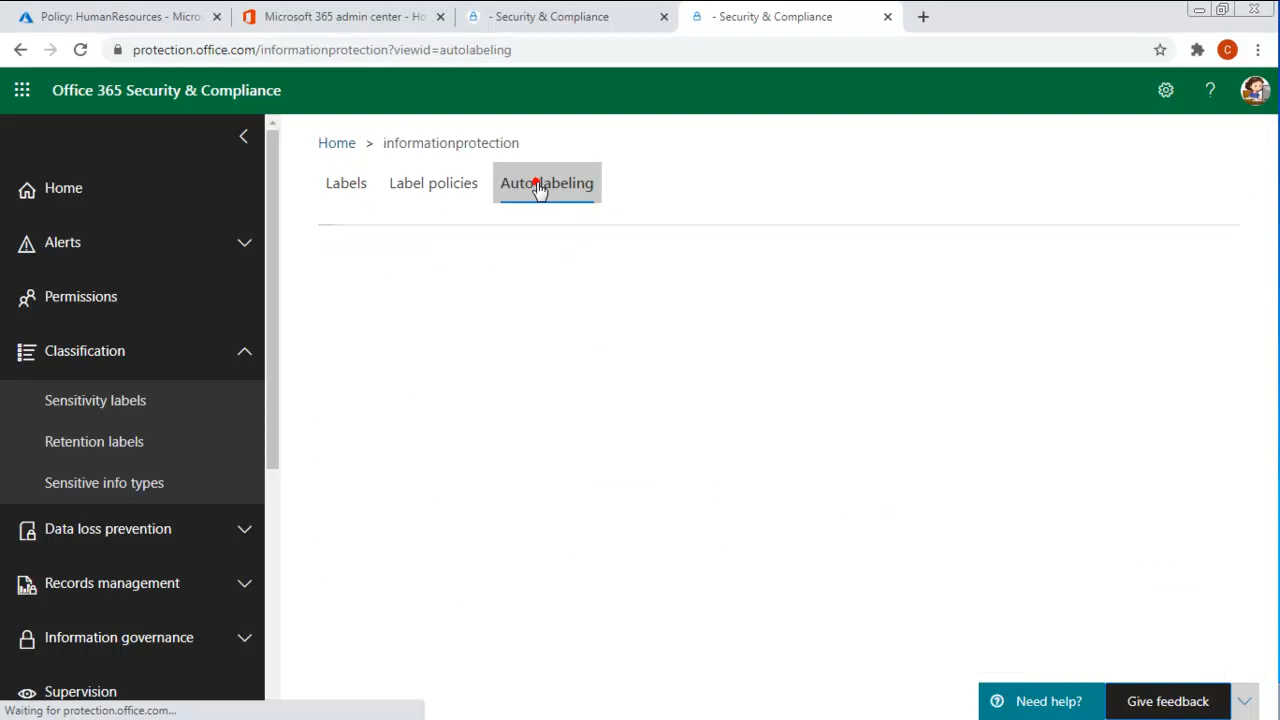 Policy: HumanResources - Micro
Microsoft 365 admin center - Ho
- Security & Compliance
- Security & Compliance
protection.office.com/informationprotection?viewid=autolabeling
C
Office 365 Security & Compliance
?
Home > informationprotection
Labels
Label policies
Auto labeling
Home
Alerts
Permissions
Classification
Sensitivity labels
Retention labels
Sensitive info types
Data loss prevention
Records management
Information governance
Supervision
Waiting for protection.office.com...
Need help?
Give feedback